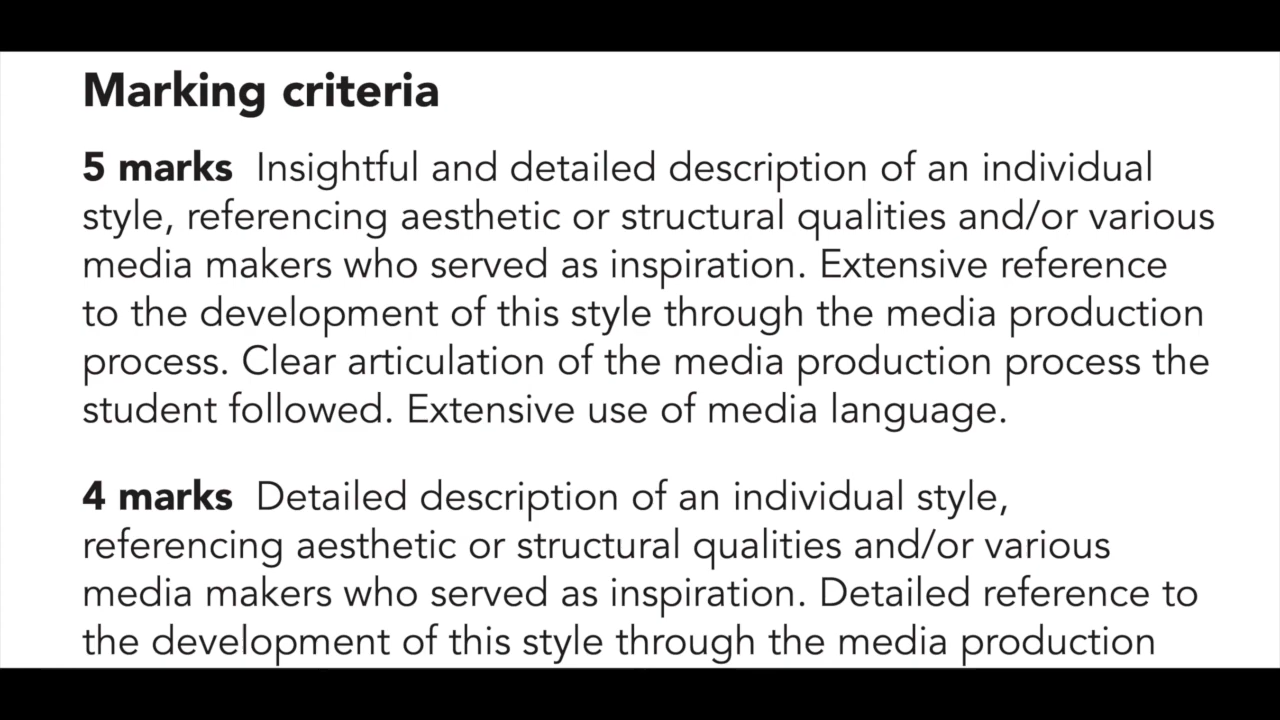 Marking criteria
5 marks Insightful and detailed description of an individual
style, referencing aesthetic or structural qualities and/or various
media makers who served as inspiration. Extensive reference
to the development of this style through the media production
process. Clear articulation of the media production process the
student followed. Extensive use of media language.
4 marks Detailed description of an individual style,
referencing aesthetic or structural qualities and/or various
media makers who served as inspiration. Detailed reference to
the development of this style through the media production